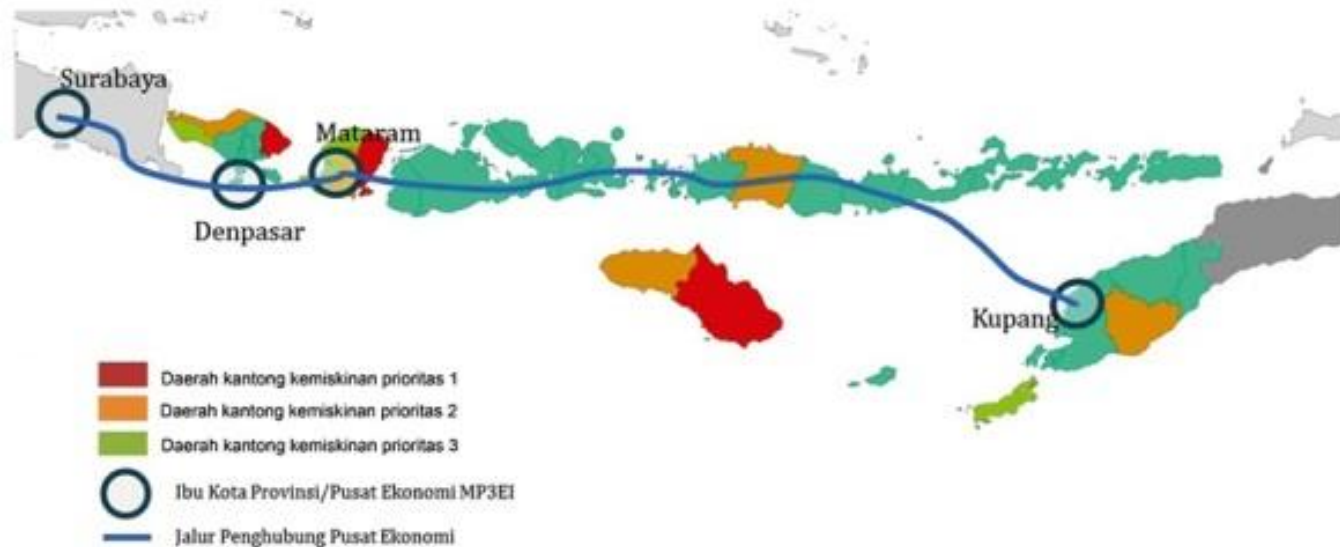 Surabaya
Mataram
Denpasar
Kupang
Daerah kantong kemiskinan prioritas 1
Daerah kantong kemiskinan prioritas 2
Daerah kantong kemiskinan prioritas 3
Ibu Kota Provinsi/Pusat Ekonomi MP3EI
Jalur Penghubung Pusat Ekonomi